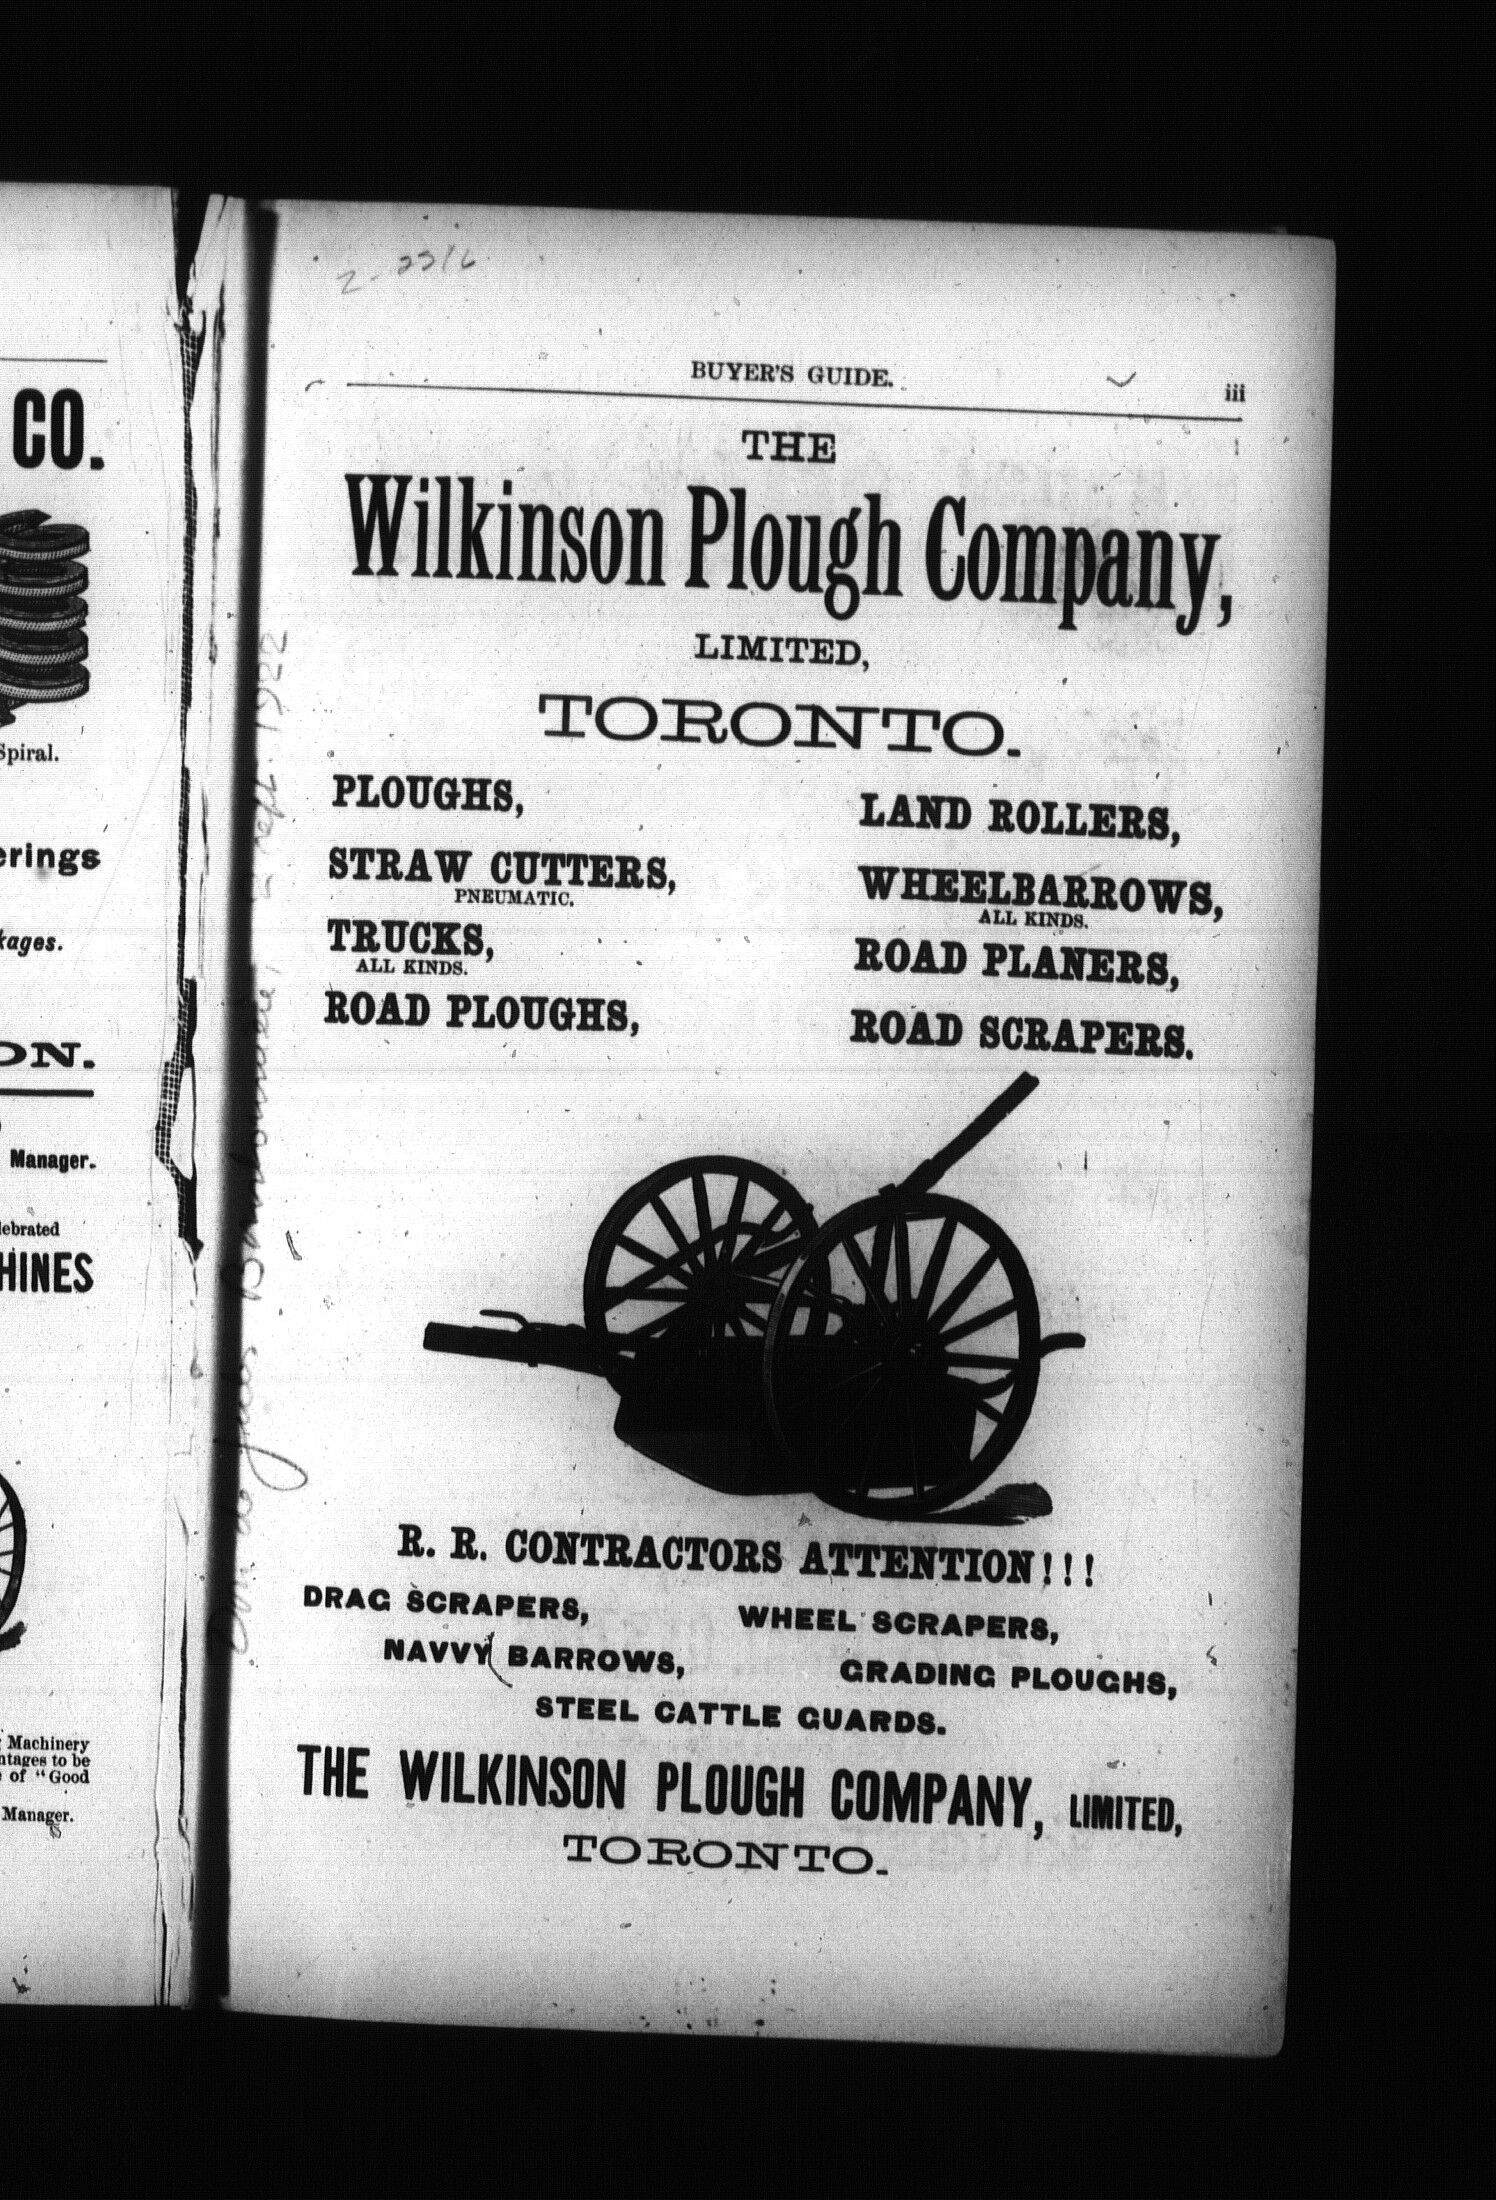 CO.
Spiral.
erings
kages.
ON.
Manager.
lebrated
HINES
Machinery
ntages to be
of "Good
Manager.
BUYER'S GUIDE.
iii
THE
Wilkinson Plough Company,
LIMITED,
TORONTO.
PLOUGHS,
LAND ROLLERS,
STRAW CUTTERS,
PNEUMATIC.
WHEELBARROWS,
ALL KINDS.
TRUCKS,
ALL KINDS.
ROAD PLANERS,
ROAD PLOUGHS,
ROAD SCRAPERS.
R. R. CONTRACTORS ATTENTION!!!
DRAG SCRAPERS, WHEEL SCRAPERS,
NAVVY BARROWS, GRADING PLOUGHS,
STEEL CATTLE GUARDS.
THE WILKINSON PLOUGH COMPANY, LIMITED,
TORONTO.
1922